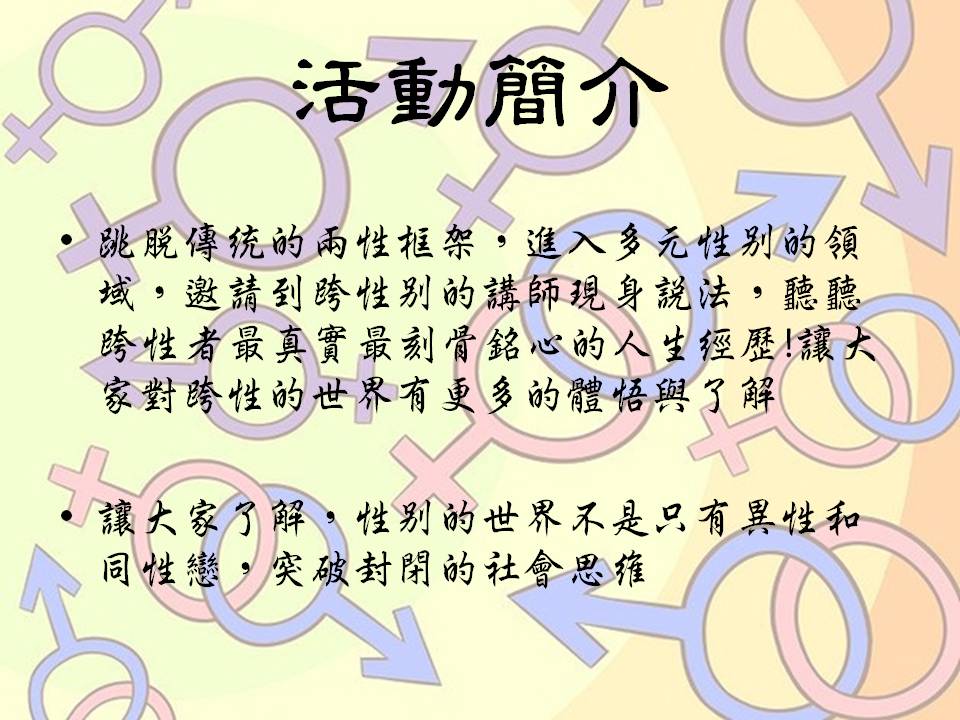 活動簡介
• 跳脫傳統的兩性框架，進入多元性別的領
域，邀請到跨性別的講師現身說法，聽聽
跨性者最真實最刻骨銘心的人生經歷!讓大
家對跨性的世界有更多的體悟與了解
• 讓大家了解，性別的世界不是只有異性和
同性戀，突破封閉的社會思維